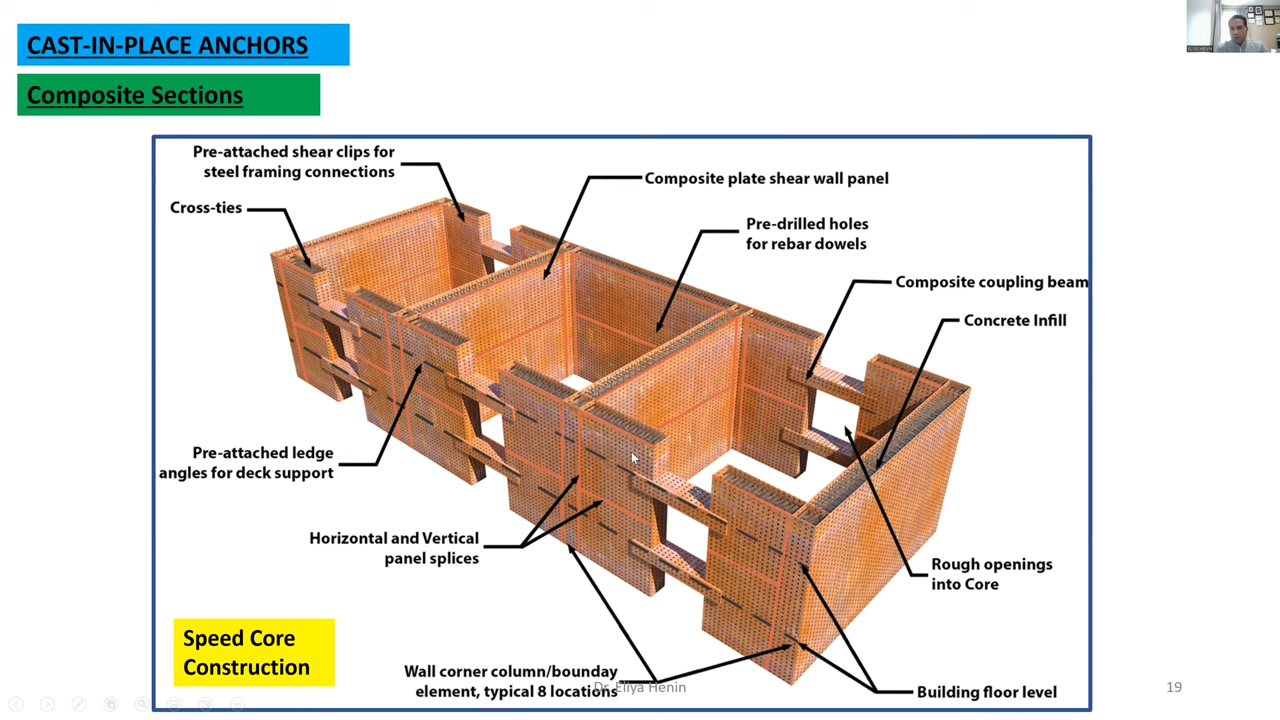 CAST-IN-PLACE ANCHORS
Composite Sections
Pre-attached shear clips for
steel framing connections
Composite plate shear wall panel
Cross-ties
Pre-drilled holes
for rebar dowels
Composite coupling beam
Concrete Infill
Pre-attached ledge
angles for deck support
Horizontal and Vertical
panel splices
Rough openings
into Core
Speed Core
Construction
Wall corner column/bounday
element, typical 8 locations
Dr. Eliya Henin
Building floor level
19